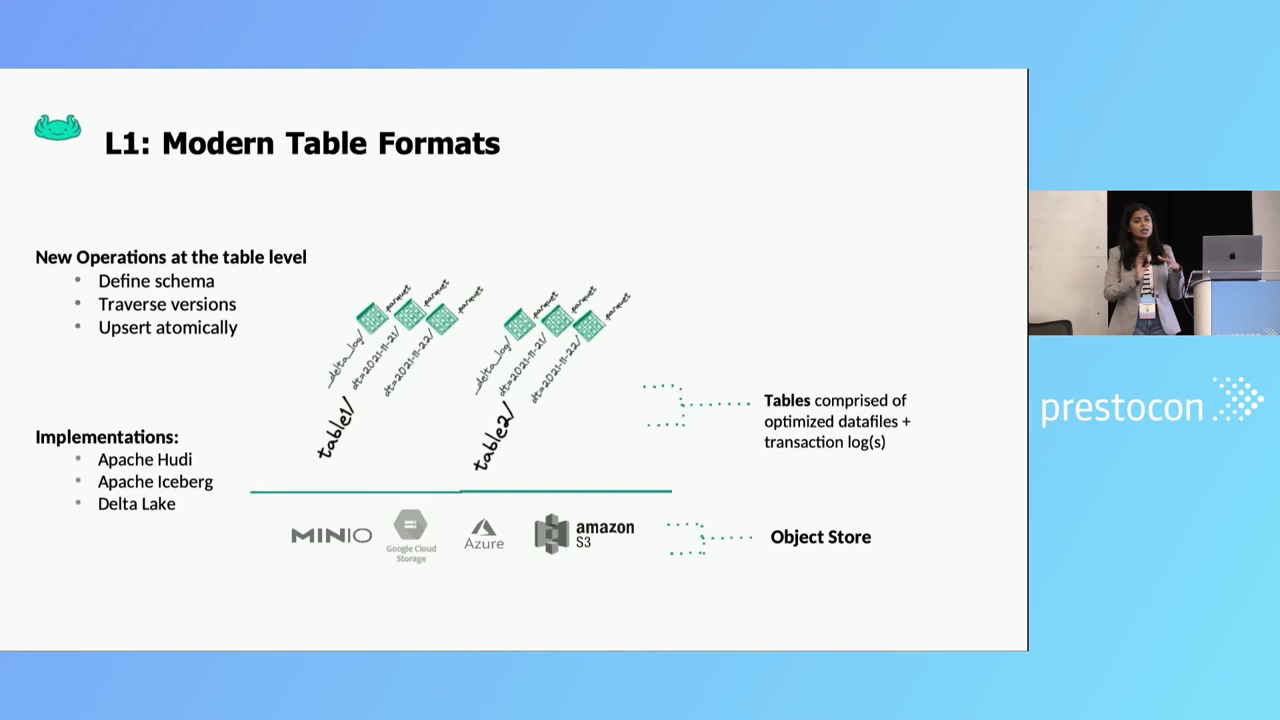 L1: Modern Table Formats
New Operations at the table level
Define schema
Traverse versions
Upsert atomically
Implementations:
Apache Hudi
Apache Iceberg
Delta Lake
table1/
_delta_log/
parquet
dt=2021-11-21/
parquet
dt=2021-11-22/
parquet
table2/
_delta_log/
parquet
dt=2021-11-21/
parquet
dt=2021-11-22/
parquet
Tables comprised of
optimized datafiles +
transaction log(s)
MINIO
Google Cloud
Storage
Azure
amazon
S3
Object Store
prestocon